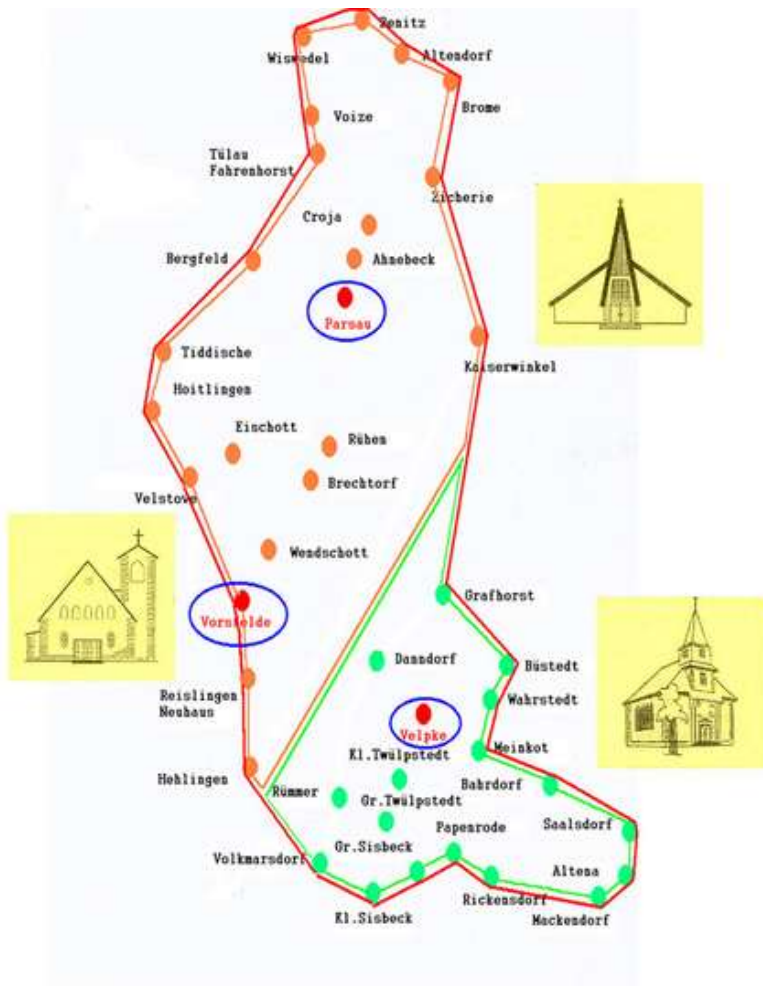 Zenitz
Wiswedel
Altendorf
Brome
Voize
Tülau
Fahrenhorst
Zicherie
Croja
Bergfeld
Ahnebeck
Parsau
Tiddische
Kaiserwinkel
Hoitlingen
Eischott
Rühen
Brechtorf
Velstove
Wendschott
Grafhorst
Vorsfelde
Danndorf
Büstedt
Reislingen
Neuhaus
Wahrstedt
Velpke
Meinkot
Kl.Twülpstedt
Hehlingen
Rümmer
Bahrdorf
Gr.Twülpstedt
Saalsdorf
Papenrode
Gr.Sisbeck
Volkmarsdorf
Altena
Rickensdorf
Kl.Sisbeck
Mackendorf